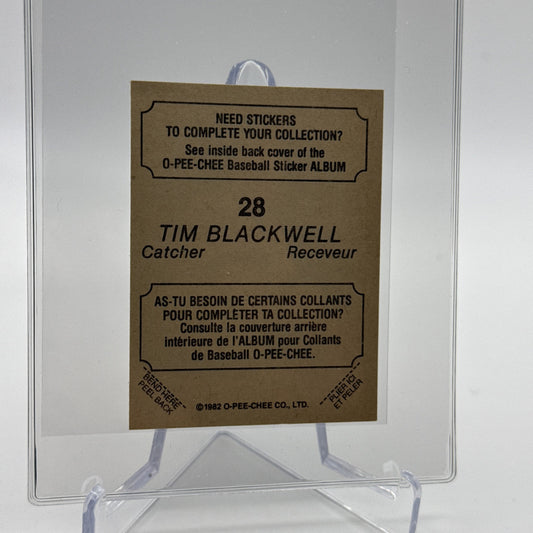 NEED STICKERS
TO COMPLETE YOUR COLLECTION?
See inside back cover of the
O-PEE-CHEE Baseball Sticker ALBUM
28
TIM BLACKWELL
Catcher Receveur
AS-TU BESOIN DE CERTAINS COLLANTS
POUR COMPLÈTER TA COLLECTION?
Consulte la couverture arrière
intérieure de l'ALBUM pour Collants
de Baseball O-PEE-CHEE.
BEND HERE
PEEL BACK
PLIER ICI
ET PELER
©1982 O-PEE-CHEE CO., LTD.